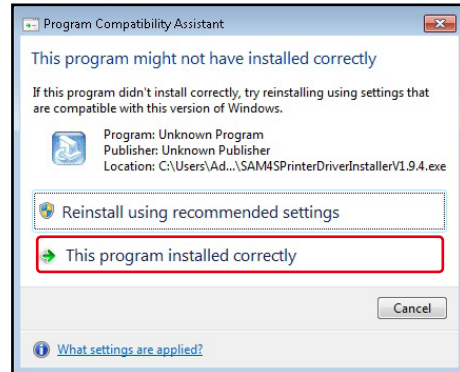 Program Compatibility Assistant
This program might not have installed correctly
If this program didn't install correctly, try reinstalling using settings that
are compatible with this version of Windows.
Program: Unknown Program
Publisher: Unknown Publisher
Location: C:\Users\Ad...\SAM4SPrinterDriverInstallerV1.9.4.exe
Reinstall using recommended settings
This program installed correctly
Cancel
What settings are applied?